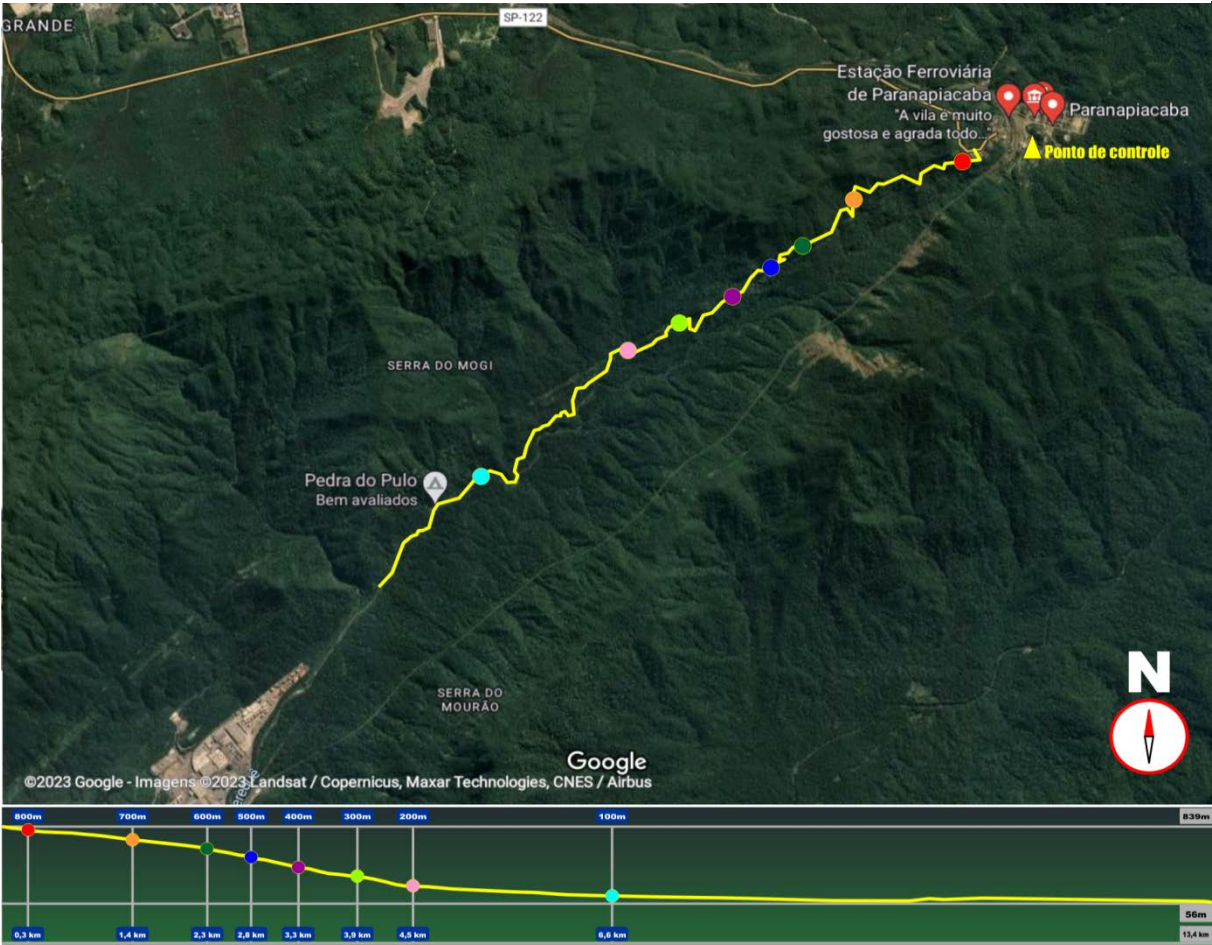 GRANDE
SP-122
Estação Ferroviária
de Paranapiacaba
"A vila é muito
gostosa e agrada todo..."
Paranapiacaba
Ponto de controle
SERRA DO MOGI
Pedra do Pulo
Bem avaliados
SERRA DO
MOURÃO
N
Google
©2023 Google - Imagens ©2023 Landsat / Copernicus, Maxar Technologies, CNES / Airbus
800m 700m 600m 500m 400m 300m 200m 100m 839m
56m
0,3 km 1,4 km 2,3 km 2,8 km 3,3 km 3,9 km 4,5 km 6,6 km 13,4 km